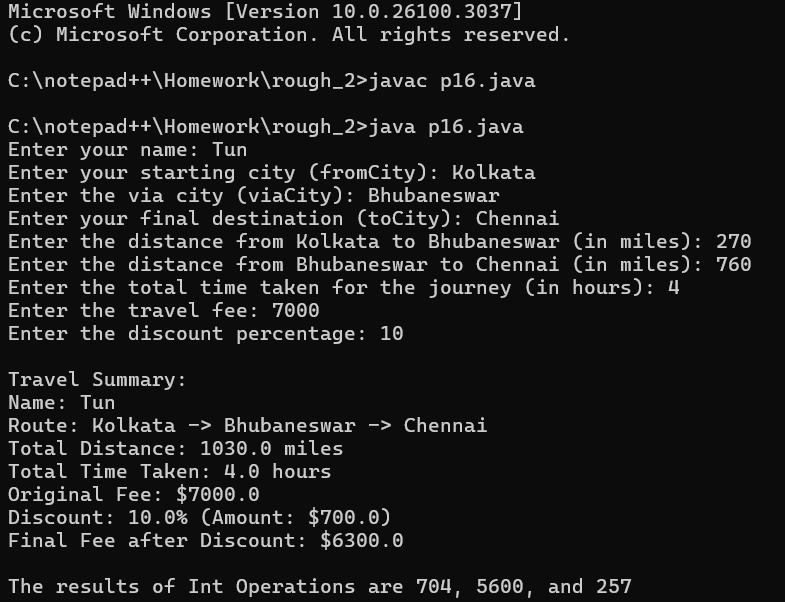 Microsoft Windows [Version 10.0.26100.3037]
(c) Microsoft Corporation. All rights reserved.
C:\notepad++\Homework\rough_2>javac p16.java
C:\notepad++\Homework\rough_2>java p16.java
Enter your name: Tun
Enter your starting city (fromCity): Kolkata
Enter the via city (viaCity): Bhubaneswar
Enter your final destination (toCity): Chennai
Enter the distance from Kolkata to Bhubaneswar (in miles): 270
Enter the distance from Bhubaneswar to Chennai (in miles): 760
Enter the total time taken for the journey (in hours): 4
Enter the travel fee: 7000
Enter the discount percentage: 10
Travel Summary:
Name: Tun
Route: Kolkata -> Bhubaneswar -> Chennai
Total Distance: 1030.0 miles
Total Time Taken: 4.0 hours
Original Fee: $7000.0
Discount: 10.0% (Amount: $700.0)
Final Fee after Discount: $6300.0
The results of Int Operations are 704, 5600, and 257